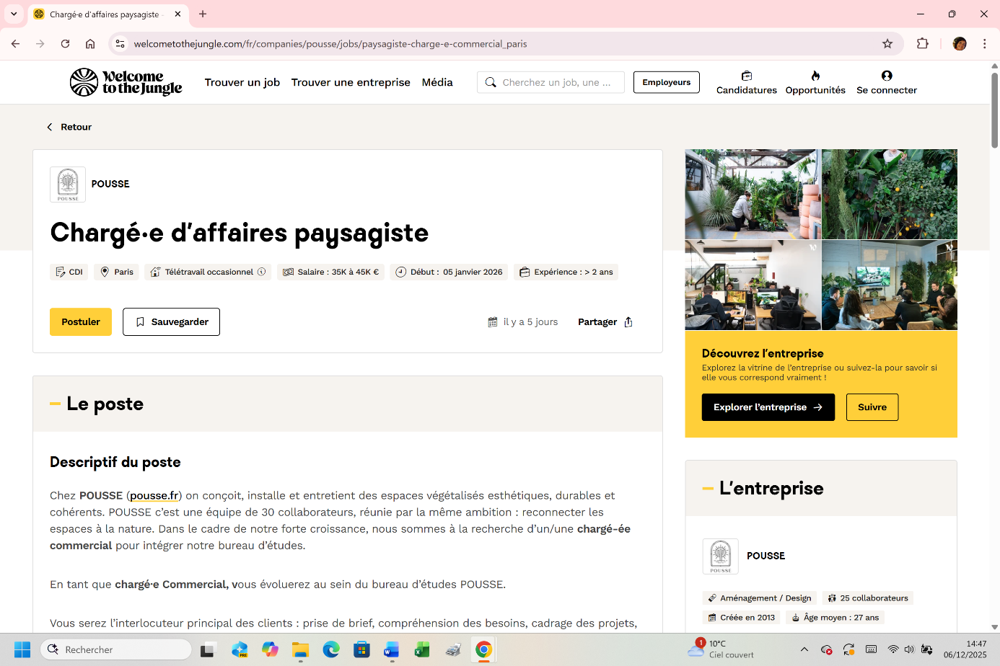 Chargé·e d'affaires paysagiste -
welcometothejungle.com/fr/companies/pousse/jobs/paysagiste-charge-e-commercial_paris
Welcome
to the Jungle
Trouver un job
Trouver une entreprise
Média
Cherchez un job, une ...
Employeurs
Candidatures
Opportunités
Se connecter
Retour
POUSSE
POUSSE
Chargé·e d'affaires paysagiste
CDI
Paris
Télétravail occasionnel
Salaire : 35K à 45K €
Début : 05 janvier 2026
Expérience : > 2 ans
Postuler
Sauvegarder
il y a 5 jours
Partager
Découvrez l'entreprise
Explorez la vitrine de l'entreprise ou suivez-la pour savoir si
elle vous correspond vraiment !
Explorer l'entreprise
Suivre
Le poste
Descriptif du poste
Chez POUSSE (pousse.fr) on conçoit, installe et entretient des espaces végétalisés esthétiques, durables et
cohérents. POUSSE c'est une équipe de 30 collaborateurs, réunie par la même ambition : reconnecter les
espaces à la nature. Dans le cadre de notre forte croissance, nous sommes à la recherche d'un/une chargé-ée
commercial pour intégrer notre bureau d'études.
En tant que chargé·e Commercial, vous évoluerez au sein du bureau d'études POUSSE.
Vous serez l'interlocuteur principal des clients : prise de brief, compréhension des besoins, cadrage des projets,
L'entreprise
POUSSE
POUSSE
Aménagement / Design
25 collaborateurs
Créée en 2013
Âge moyen : 27 ans
Rechercher
PRE
1
10°C
Ciel couvert
14:47
06/12/2025